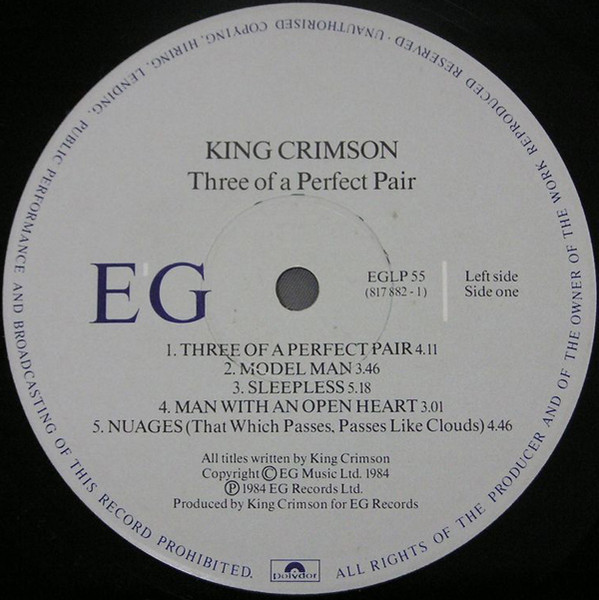 KING CRIMSON
Three of a Perfect Pair
EG
EGLP 55
(817 882 - 1)
Left side
Side one
1. THREE OF A PERFECT PAIR 4.11
2. MODEL MAN 3.46
3. SLEEPLESS 5.18
4. MAN WITH AN OPEN HEART 3.01
5. NUAGES (That Which Passes, Passes Like Clouds) 4.46
All titles written by King Crimson
Copyright © EG Music Ltd. 1984
℗ 1984 EG Records Ltd.
Produced by King Crimson for EG Records
polydor
ALL RIGHTS OF THE PRODUCER AND OF THE OWNER OF THE WORK REPRODUCED RESERVED · UNAUTHORISED COPYING, HIRING, LENDING, PUBLIC PERFORMANCE AND BROADCASTING OF THIS RECORD PROHIBITED.